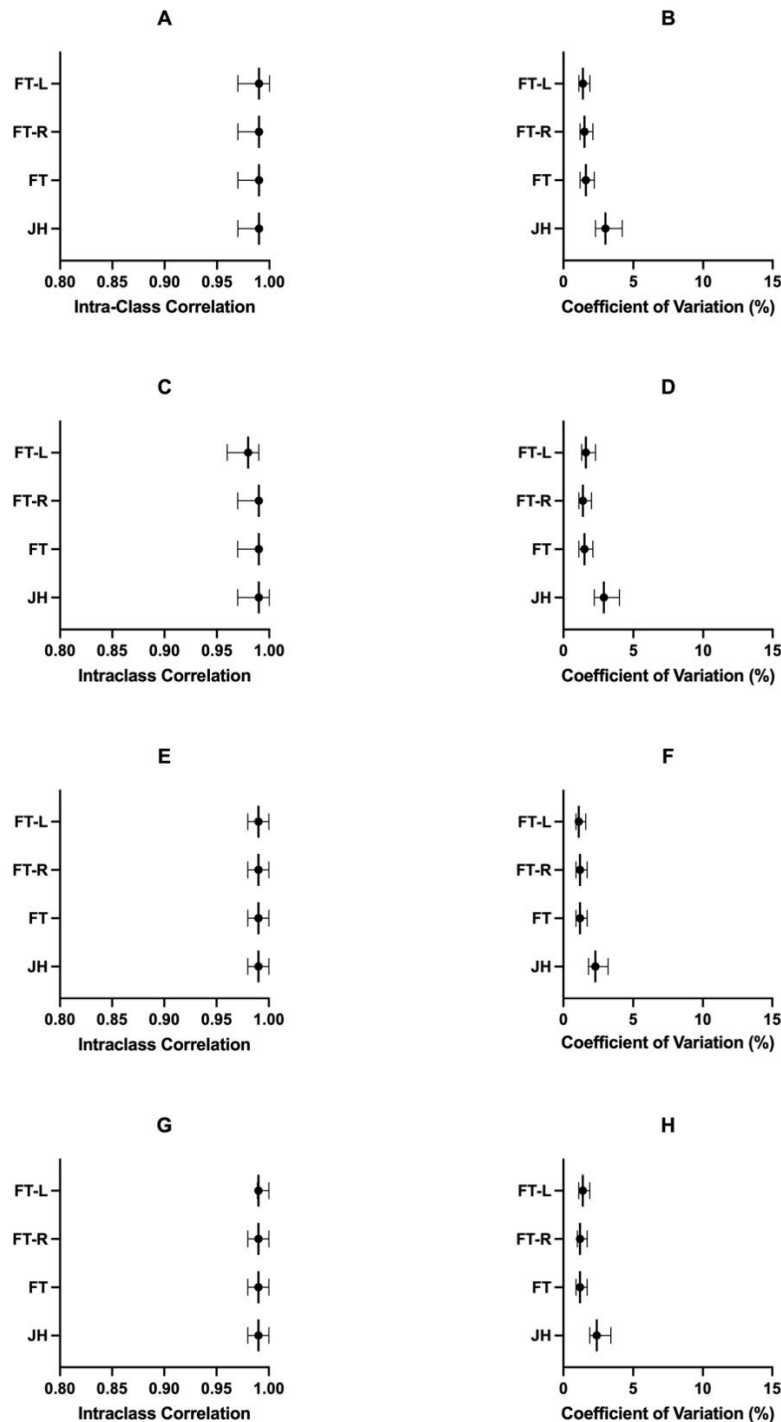 A
FT-L
FT-R
FT
JH
0.80 0.85 0.90 0.95 1.00
Intra-Class Correlation
B
FT-L
FT-R
FT
JH
0 5 10 15
Coefficient of Variation (%)
C
FT-L
FT-R
FT
JH
0.80 0.85 0.90 0.95 1.00
Intraclass Correlation
D
FT-L
FT-R
FT
JH
0 5 10 15
Coefficient of Variation (%)
E
FT-L
FT-R
FT
JH
0.80 0.85 0.90 0.95 1.00
Intraclass Correlation
F
FT-L
FT-R
FT
JH
0 5 10 15
Coefficient of Variation (%)
G
FT-L
FT-R
FT
JH
0.80 0.85 0.90 0.95 1.00
Intraclass Correlation
H
FT-L
FT-R
FT
JH
0 5 10 15
Coefficient of Variation (%)